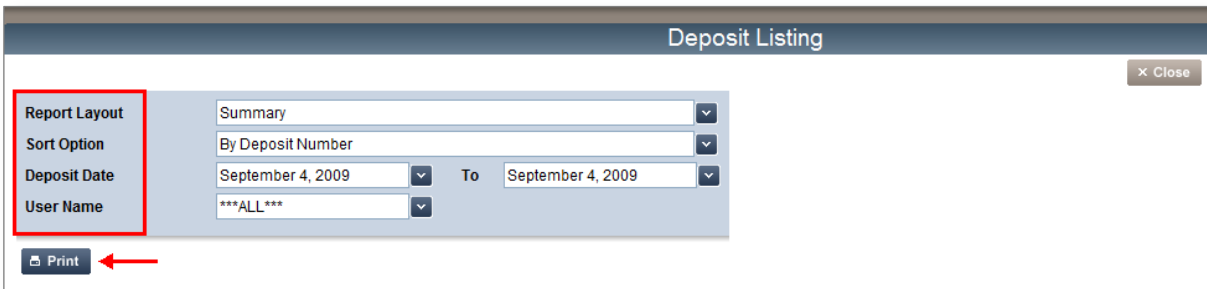 Deposit Listing
× Close
Report Layout Summary
Sort Option By Deposit Number
Deposit Date September 4, 2009 To September 4, 2009
User Name ***ALL***
Print